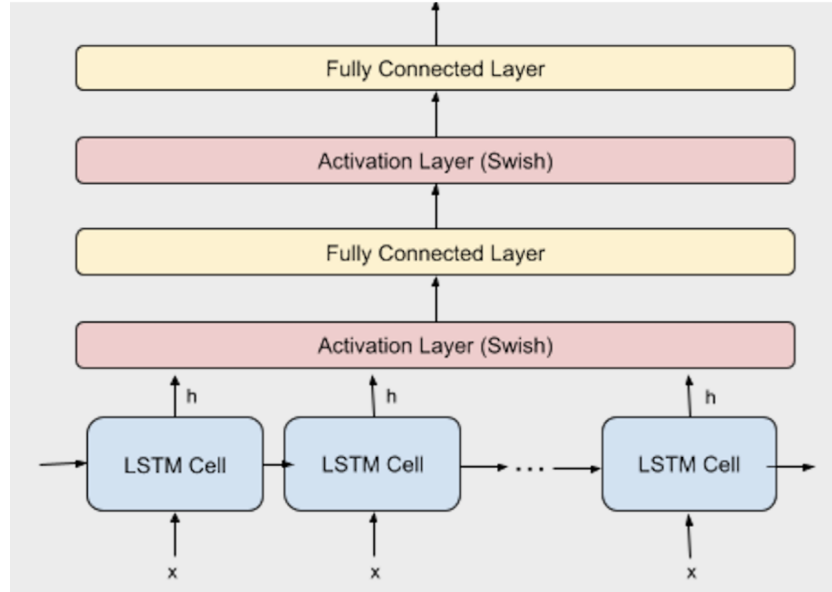 Fully Connected Layer
Activation Layer (Swish)
Fully Connected Layer
Activation Layer (Swish)
h h h
LSTM Cell LSTM Cell ... LSTM Cell
x x x